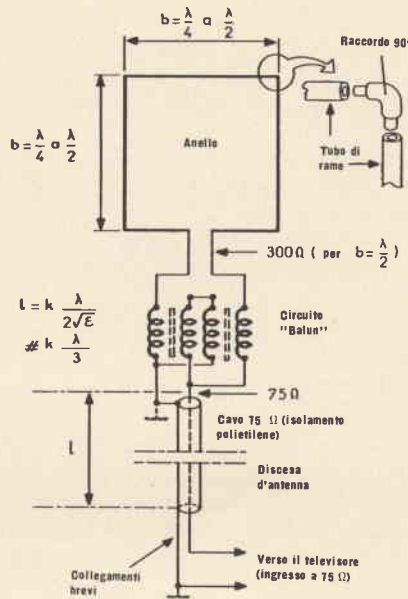 b = λ/4 a λ/2
Raccordo 90°
b = λ/4 a λ/2
Anello
Tubo di
rame
300Ω ( per b = λ/2 )
l = k λ/2√ε
# k λ/3
Circuito
"Balun"
75Ω
Cavo 75 Ω (isolamento
polietilene)
l
Discesa
d'antenna
Collegamenti
brevi
Verso il televisore
(ingresso a 75 Ω)